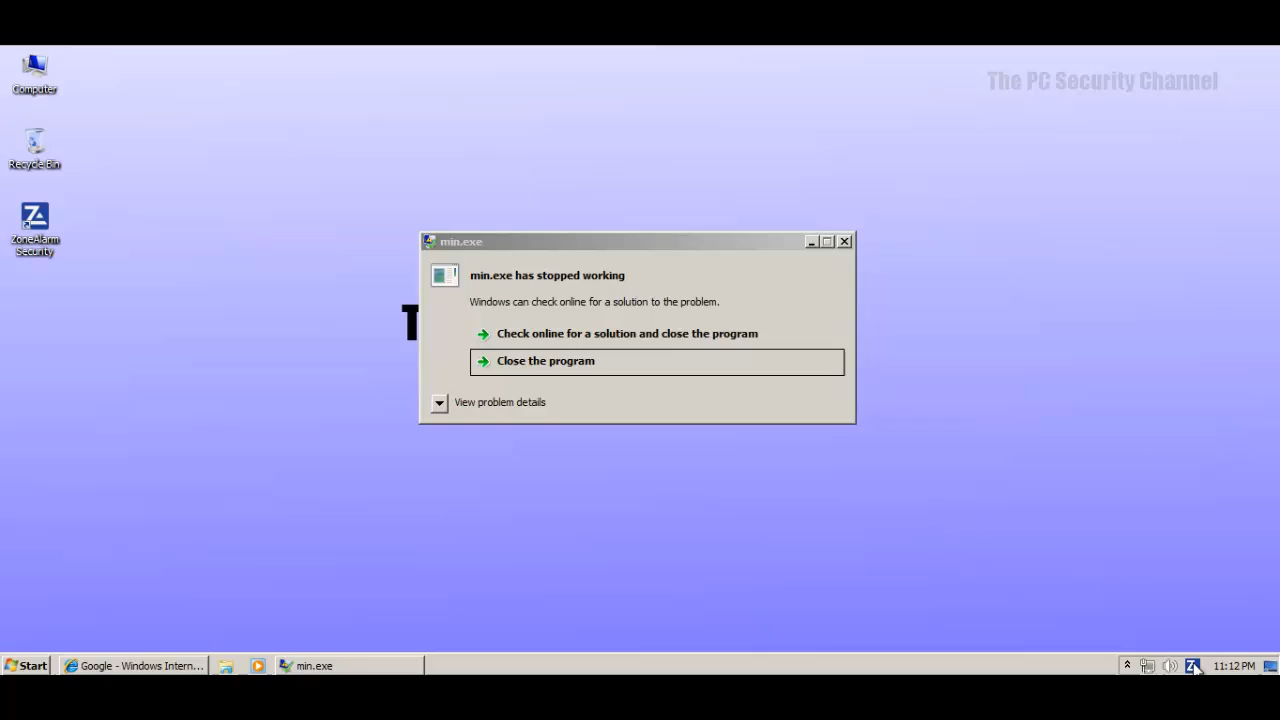 The PC Security Channel
Computer
Recycle Bin
ZoneAlarm
Security
T
min.exe
min.exe has stopped working
Windows can check online for a solution to the problem.
Check online for a solution and close the program
Close the program
View problem details
Start
Google - Windows Intern...
min.exe
11:12 PM